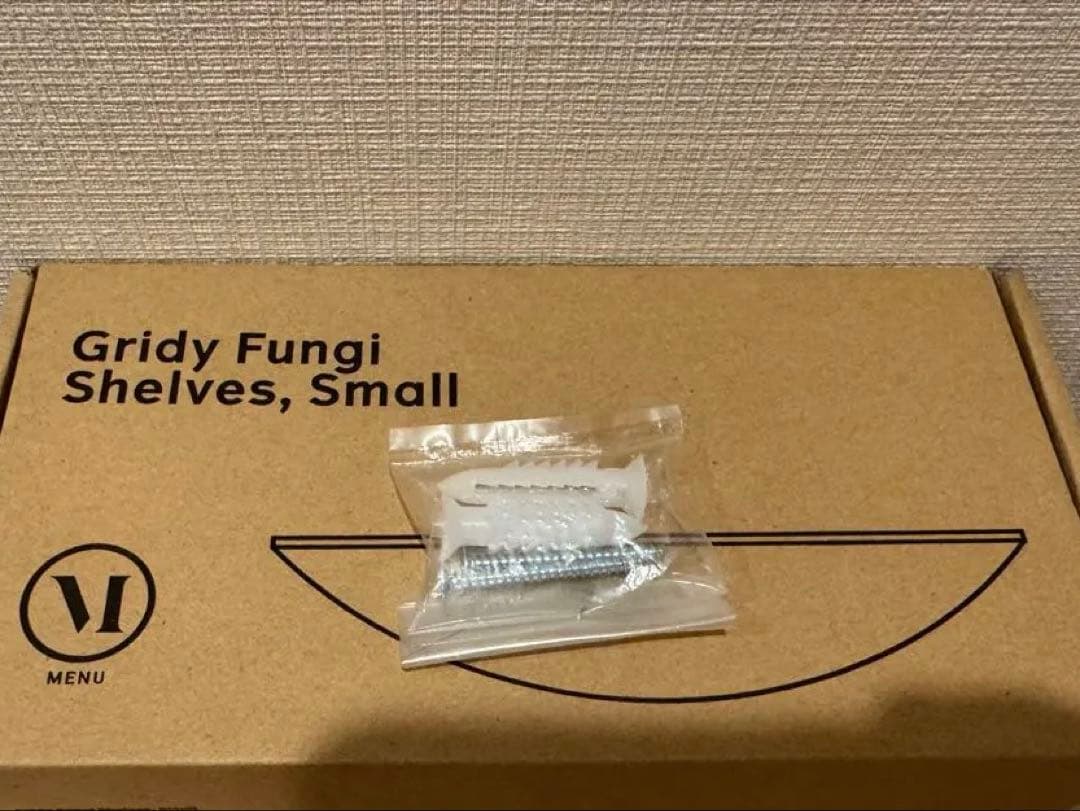 Gridy Fungi
Shelves, Small
M
MENU